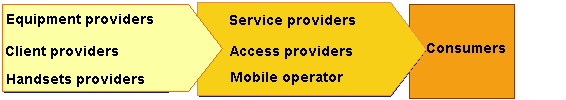 Equipment providers
Client providers
Handsets providers
Service providers
Access providers
Mobile operator
Consumers